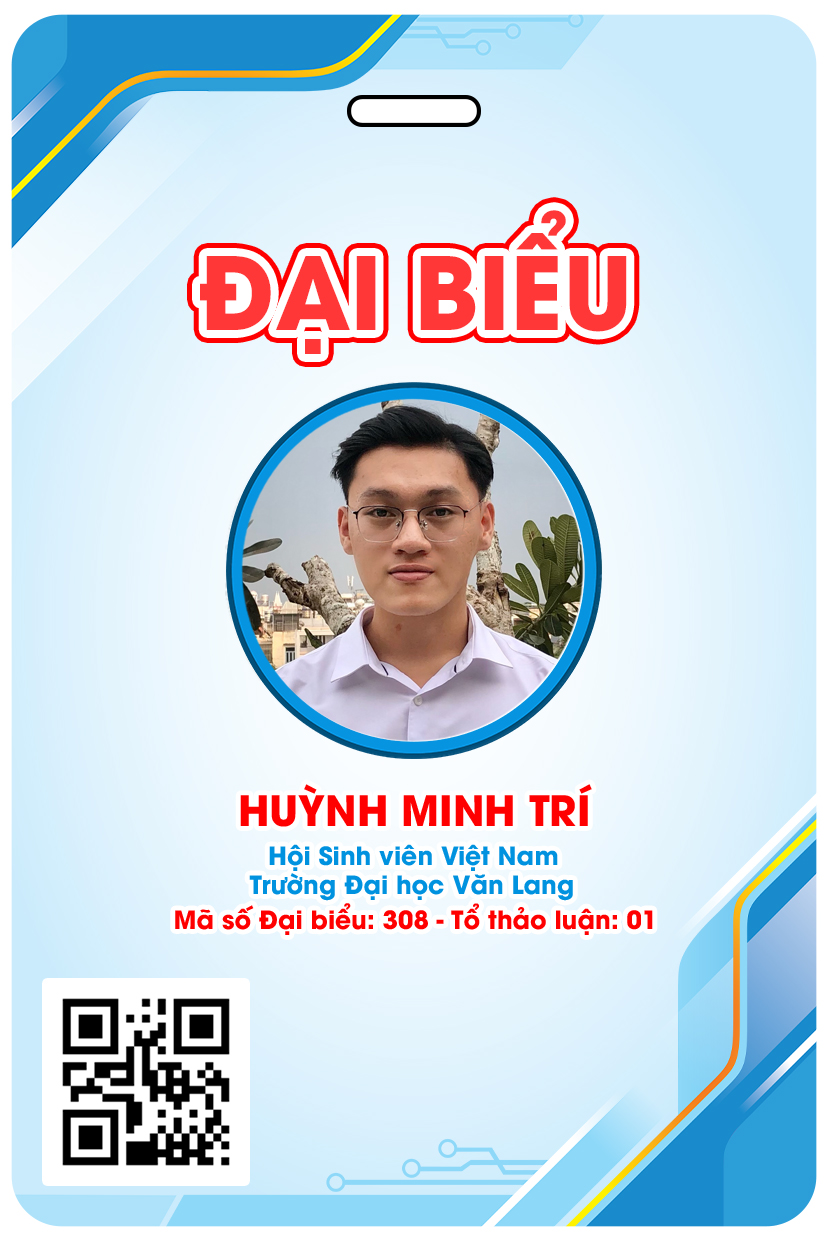 ĐẠI BIỂU
HUỲNH MINH TRÍ
Hội Sinh viên Việt Nam
Trường Đại học Văn Lang
Mã số Đại biểu: 308 - Tổ thảo luận: 01